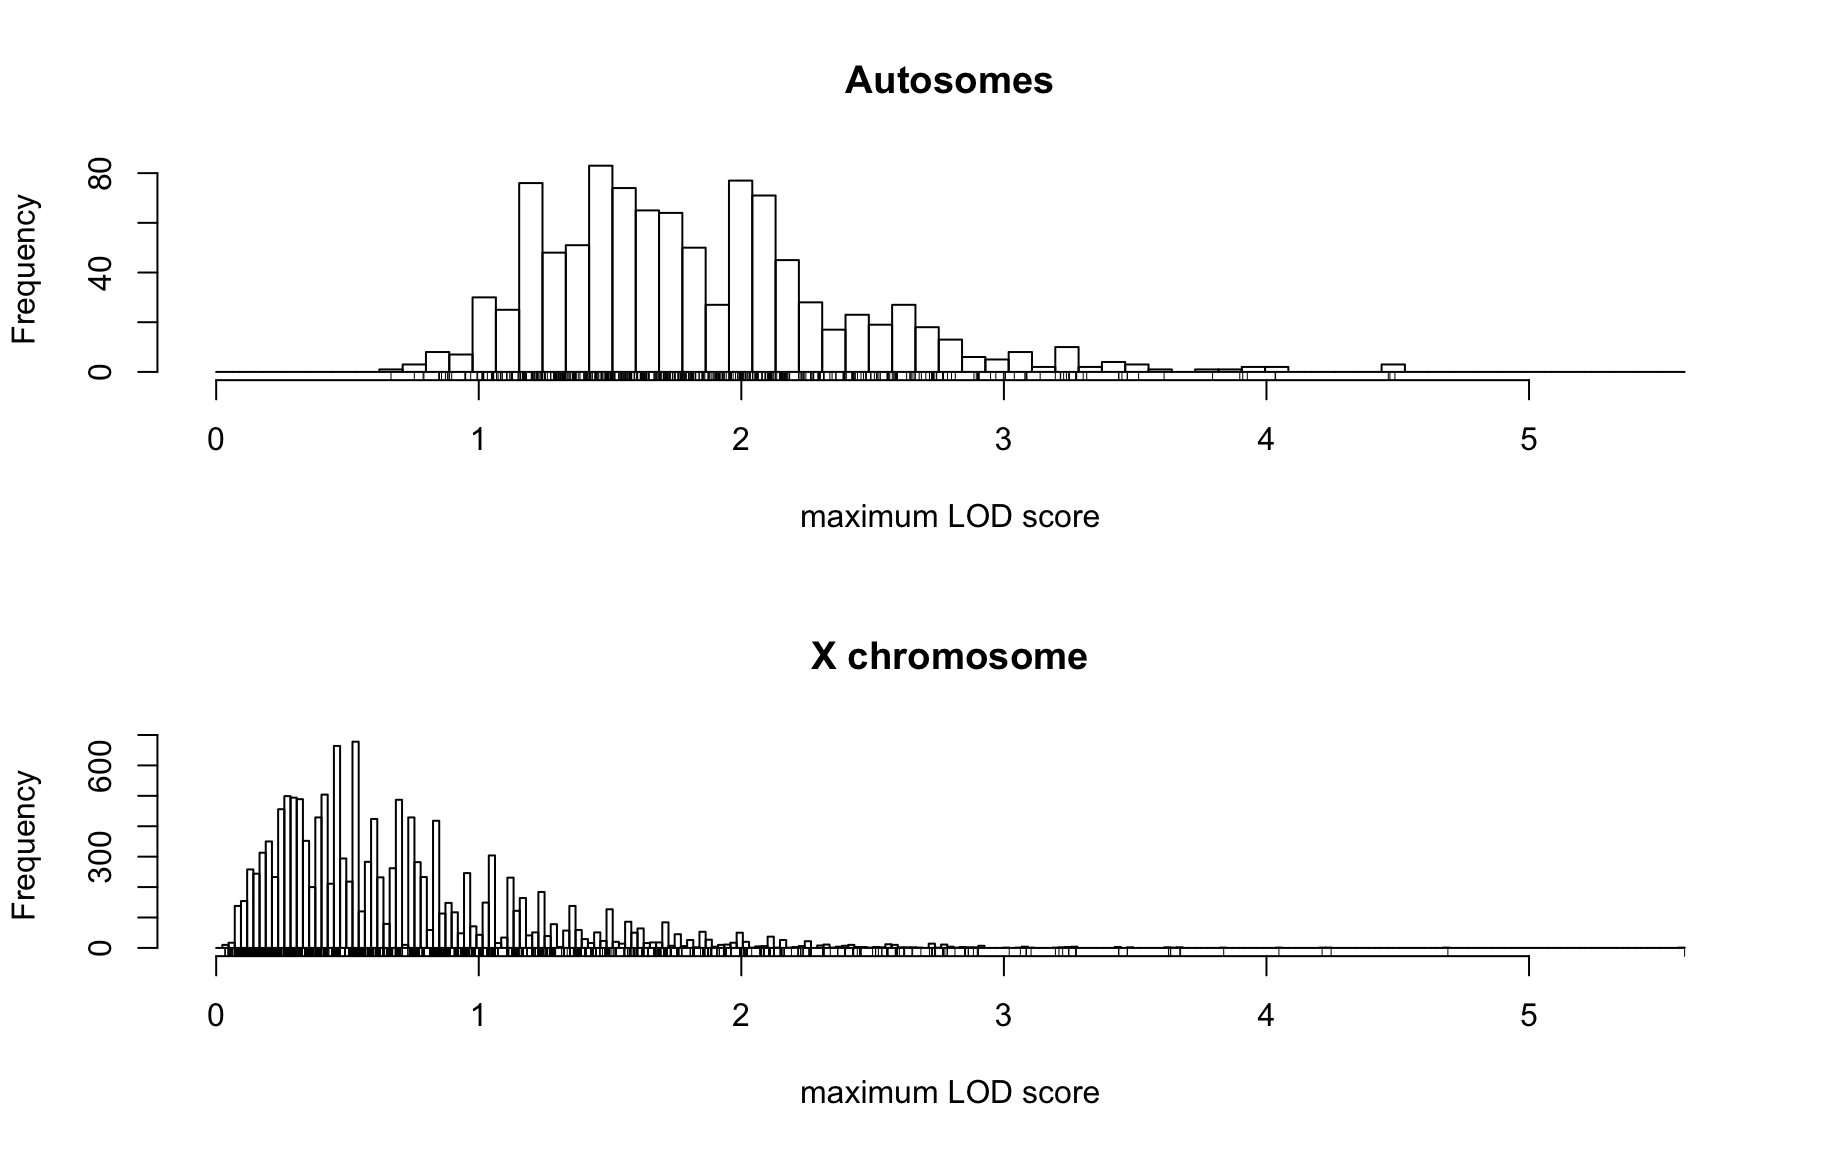 Autosomes
Frequency
80
40
0
0 1 2 3 4 5
maximum LOD score
X chromosome
Frequency
600
300
0
0 1 2 3 4 5
maximum LOD score